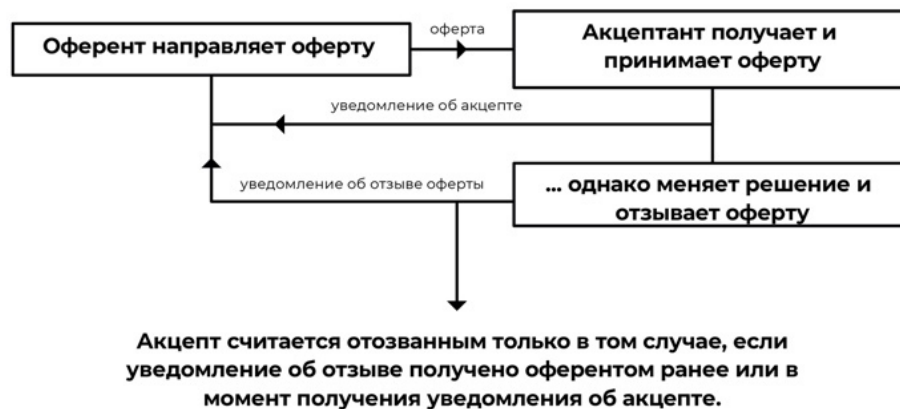 Оферент направляет оферту
оферта
Акцептант получает и
принимает оферту
уведомление об акцепте
уведомление об отзыве оферты
... однако меняет решение и
отзывает оферту
Акцепт считается отозванным только в том случае, если
уведомление об отзыве получено оферентом ранее или в
момент получения уведомления об акцепте.